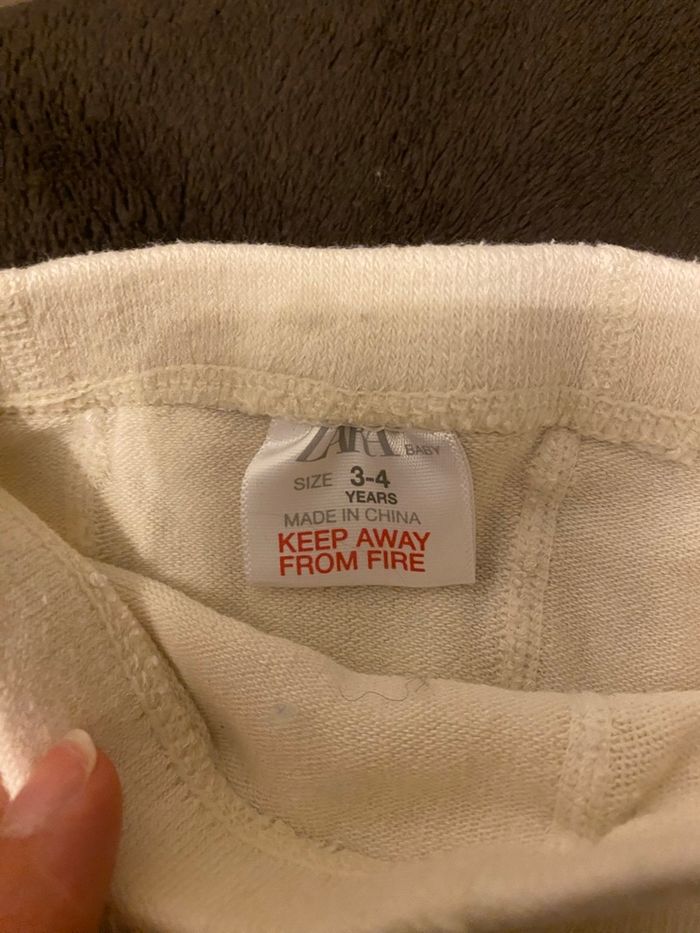 ZARA BABY
SIZE 3-4
YEARS
MADE IN CHINA
KEEP AWAY
FROM FIRE